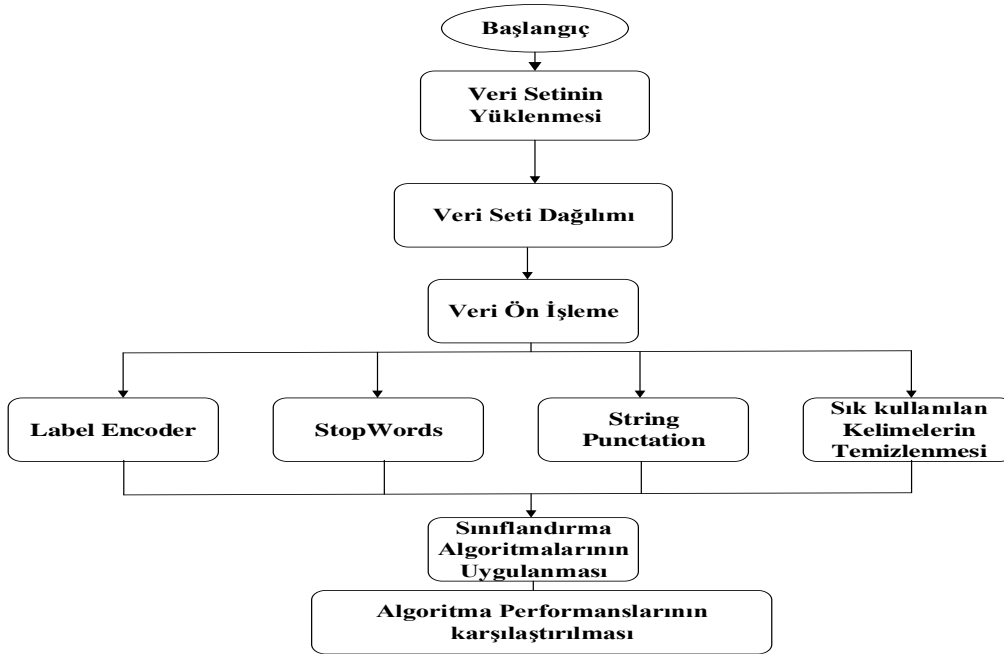 Başlangıç
Veri Setinin
Yüklenmesi
Veri Seti Dağılımı
Veri Ön İşleme
Label Encoder
StopWords
String
Punctation
Sık kullanılan
Kelimelerin
Temizlenmesi
Sınıflandırma
Algoritmalarının
Uygulanması
Algoritma Performanslarının
karşılaştırılması